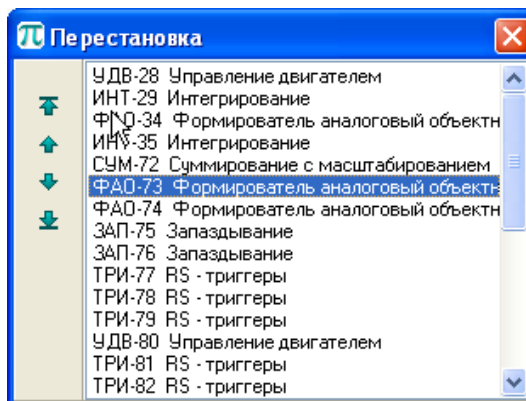 Перестановка
УДВ-28 Управление двигателем
ИНТ-29 Интегрирование
ФАО-34 Формирователь аналоговый объектн
ИНТ-35 Интегрирование
СУМ-72 Суммирование с масштабированием
ФАО-73 Формирователь аналоговый объектн
ФАО-74 Формирователь аналоговый объектн
ЗАП-75 Запаздывание
ЗАП-76 Запаздывание
ТРИ-77 RS - триггеры
ТРИ-78 RS - триггеры
ТРИ-79 RS - триггеры
УДВ-80 Управление двигателем
ТРИ-81 RS - триггеры
ТРИ-82 RS - триггеры